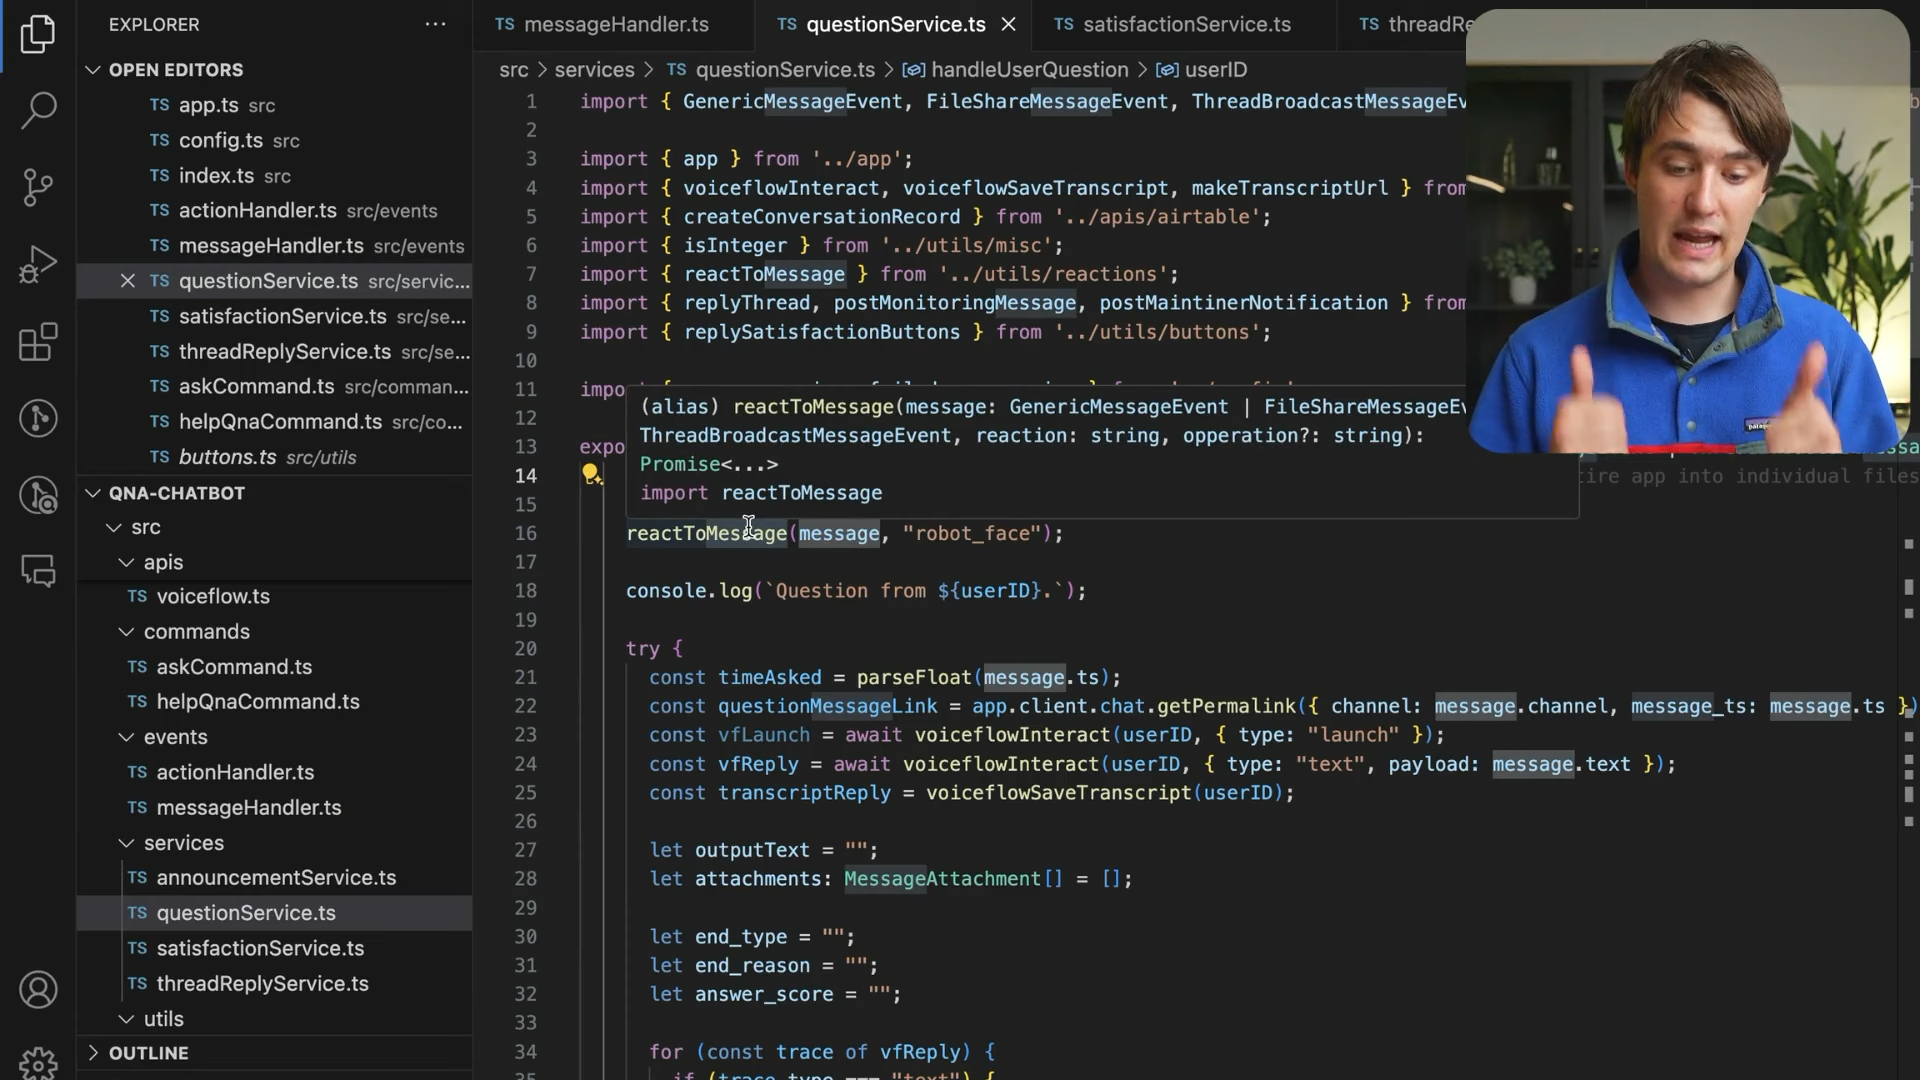 EXPLORER
OPEN EDITORS
TS app.ts src
TS config.ts src
TS index.ts src
TS actionHandler.ts src/events
TS messageHandler.ts src/events
TS questionService.ts src/servic...
TS satisfactionService.ts src/se...
TS threadReplyService.ts src/se...
TS askCommand.ts src/comman...
TS helpQnaCommand.ts src/co...
TS buttons.ts src/utils
QNA-CHATBOT
src
apis
TS voiceflow.ts
commands
TS askCommand.ts
TS helpQnaCommand.ts
events
TS actionHandler.ts
TS messageHandler.ts
services
TS announcementService.ts
TS questionService.ts
TS satisfactionService.ts
TS threadReplyService.ts
utils
OUTLINE
TS messageHandler.ts TS questionService.ts TS satisfactionService.ts TS threadRe
src > services > TS questionService.ts > handleUserQuestion > userID
1 import { GenericMessageEvent, FileShareMessageEvent, ThreadBroadcastMessageEv
2
3 import { app } from '../app';
4 import { voiceflowInteract, voiceflowSaveTranscript, makeTranscriptUrl } from
5 import { createConversationRecord } from '../apis/airtable';
6 import { isInteger } from '../utils/misc';
7 import { reactToMessage } from '../utils/reactions';
8 import { replyThread, postMonitoringMessage, postMaintinerNotification } from
9 import { replySatisfactionButtons } from '../utils/buttons';
10
11 impo
(alias) reactToMessage(message: GenericMessageEvent | FileShareMessageEv
12
ThreadBroadcastMessageEvent, reaction: string, opperation?: string):
13 expo
Promise<...>
14
import reactToMessage
tire app into individual files
15
16 reactToMessage(message, "robot_face");
17
18 console.log(`Question from ${userID}.`);
19
20 try {
21 const timeAsked = parseFloat(message.ts);
22 const questionMessageLink = app.client.chat.getPermalink({ channel: message.channel, message_ts: message.ts })
23 const vfLaunch = await voiceflowInteract(userID, { type: "launch" });
24 const vfReply = await voiceflowInteract(userID, { type: "text", payload: message.text });
25 const transcriptReply = voiceflowSaveTranscript(userID);
26
27 let outputText = "";
28 let attachments: MessageAttachment[] = [];
29
30 let end_type = "";
31 let end_reason = "";
32 let answer_score = "";
33
34 for (const trace of vfReply) {
35 if (trace.type === "text") {